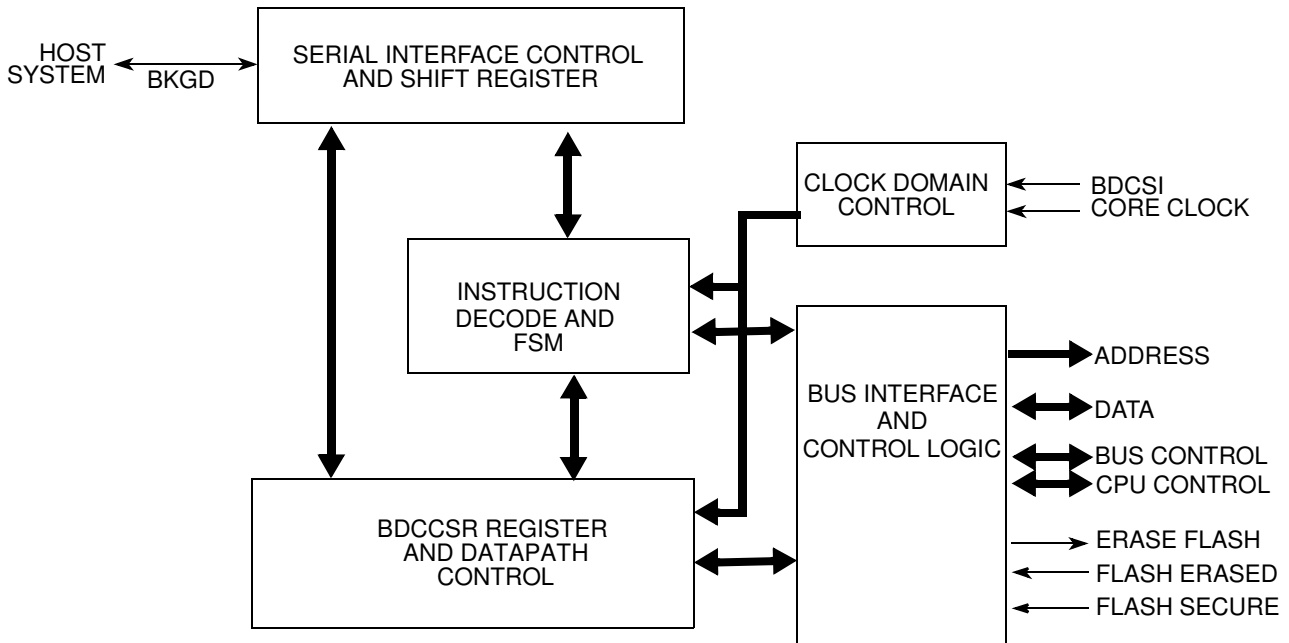 HOST
SYSTEM
BKGD
SERIAL INTERFACE CONTROL
AND SHIFT REGISTER
CLOCK DOMAIN
CONTROL
BDCSI
CORE CLOCK
INSTRUCTION
DECODE AND
FSM
BUS INTERFACE
AND
CONTROL LOGIC
ADDRESS
DATA
BUS CONTROL
CPU CONTROL
ERASE FLASH
FLASH ERASED
FLASH SECURE
BDCCSR REGISTER
AND DATAPATH
CONTROL